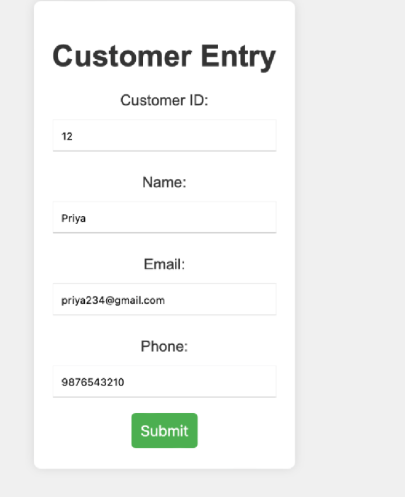 Customer Entry
Customer ID:
12
Name:
Priya
Email:
priya234@gmail.com
Phone:
9876543210
Submit